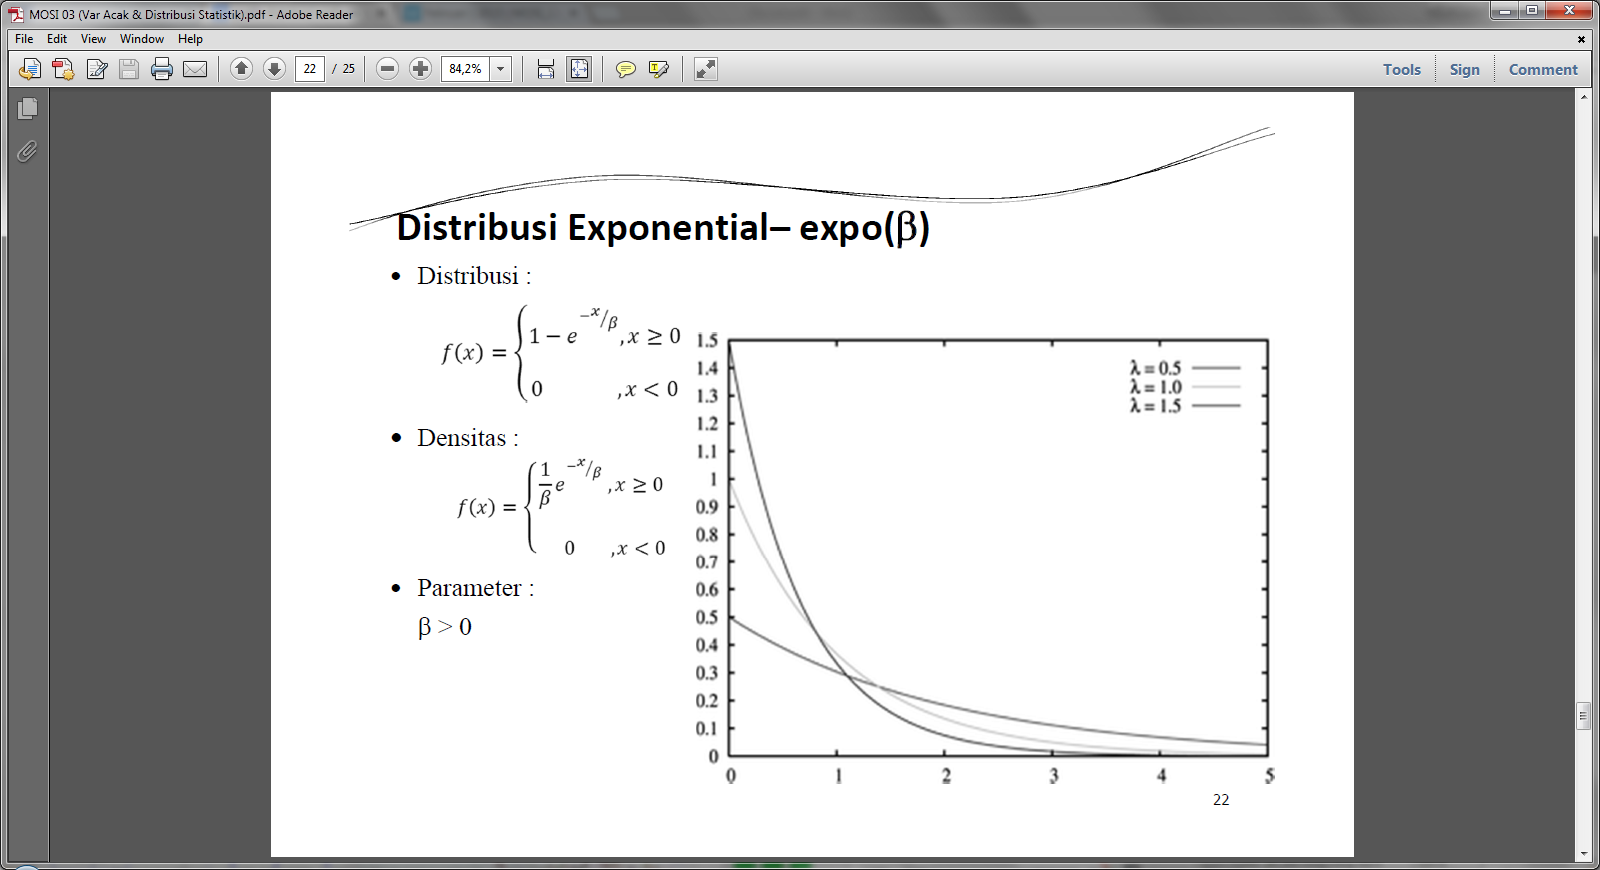 MOSI 03 (Var Acak & Distribusi Statistik).pdf - Adobe Reader
File Edit View Window Help
22 / 25 84,2% Tools Sign Comment
Distribusi Exponential– expo(β)
• Distribusi :
f(x) = { 1 − e^(−x/β) , x ≥ 0
0 , x < 0
• Densitas :
f(x) = { 1/β e^(−x/β) , x ≥ 0
0 , x < 0
• Parameter :
β > 0
1.5
1.4
1.3
1.2
1.1
1
0.9
0.8
0.7
0.6
0.5
0.4
0.3
0.2
0.1
0
λ = 0.5
λ = 1.0
λ = 1.5
0 1 2 3 4 5
22